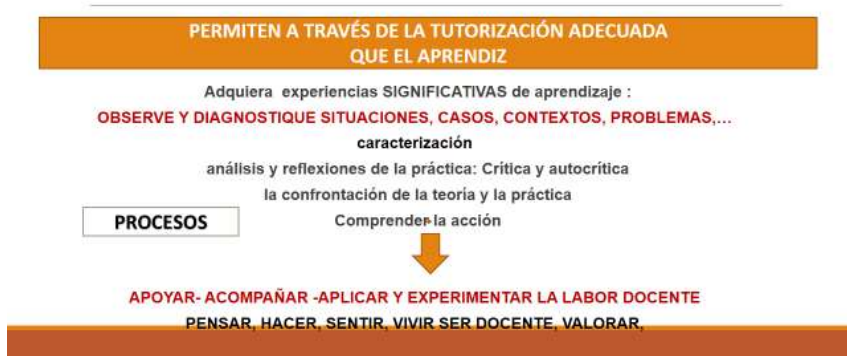 PERMITEN A TRAVÉS DE LA TUTORIZACIÓN ADECUADA
QUE EL APRENDIZ
Adquiera experiencias SIGNIFICATIVAS de aprendizaje :
OBSERVE Y DIAGNOSTIQUE SITUACIONES, CASOS, CONTEXTOS, PROBLEMAS,...
caracterización
análisis y reflexiones de la práctica: Crítica y autocrítica
la confrontación de la teoría y la práctica
PROCESOS
Comprender la acción
APOYAR- ACOMPAÑAR -APLICAR Y EXPERIMENTAR LA LABOR DOCENTE
PENSAR, HACER, SENTIR, VIVIR SER DOCENTE, VALORAR,